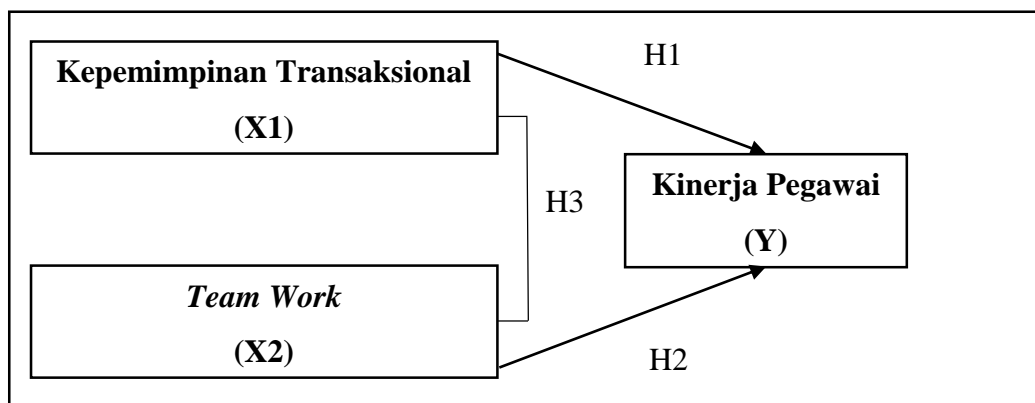 Kepemimpinan Transaksional
(X1)
H1
Kinerja Pegawai
(Y)
H3
Team Work
(X2)
H2